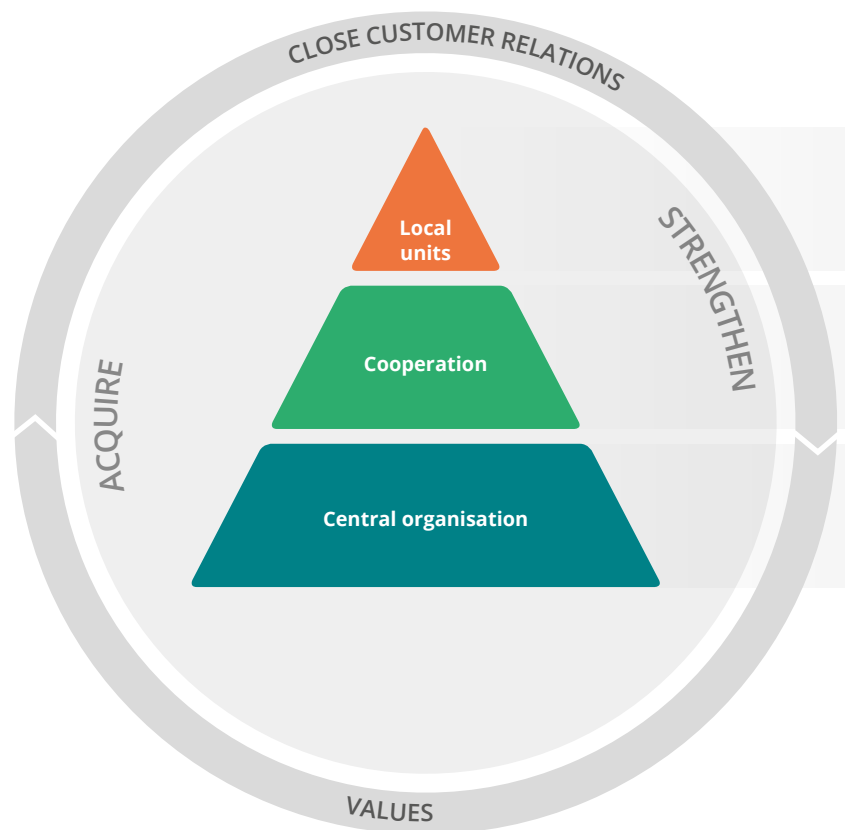 CLOSE CUSTOMER RELATIONS
STRENGTHEN
Local
units
ACQUIRE
Cooperation
Central organisation
VALUES